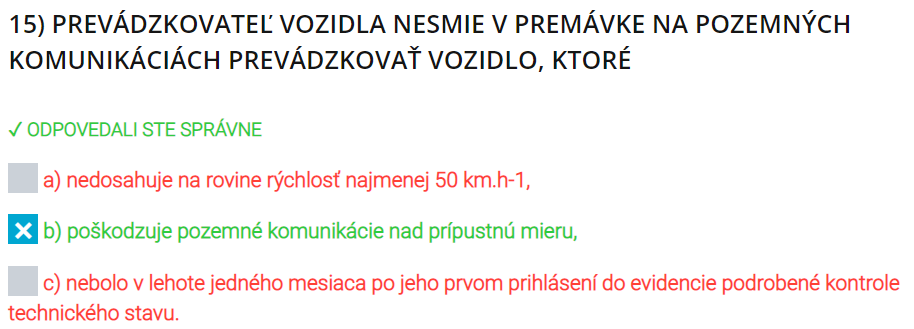 15) PREVÁDZKOVATEĽ VOZIDLA NESMIE V PREMÁVKE NA POZEMNÝCH
KOMUNIKÁCIÁCH PREVÁDZKOVAŤ VOZIDLO, KTORÉ
✓ ODPOVEDALI STE SPRÁVNE
a) nedosahuje na rovine rýchlosť najmenej 50 km.h-1,
b) poškodzuje pozemné komunikácie nad prípustnú mieru,
c) nebolo v lehote jedného mesiaca po jeho prvom prihlásení do evidencie podrobené kontrole
technického stavu.